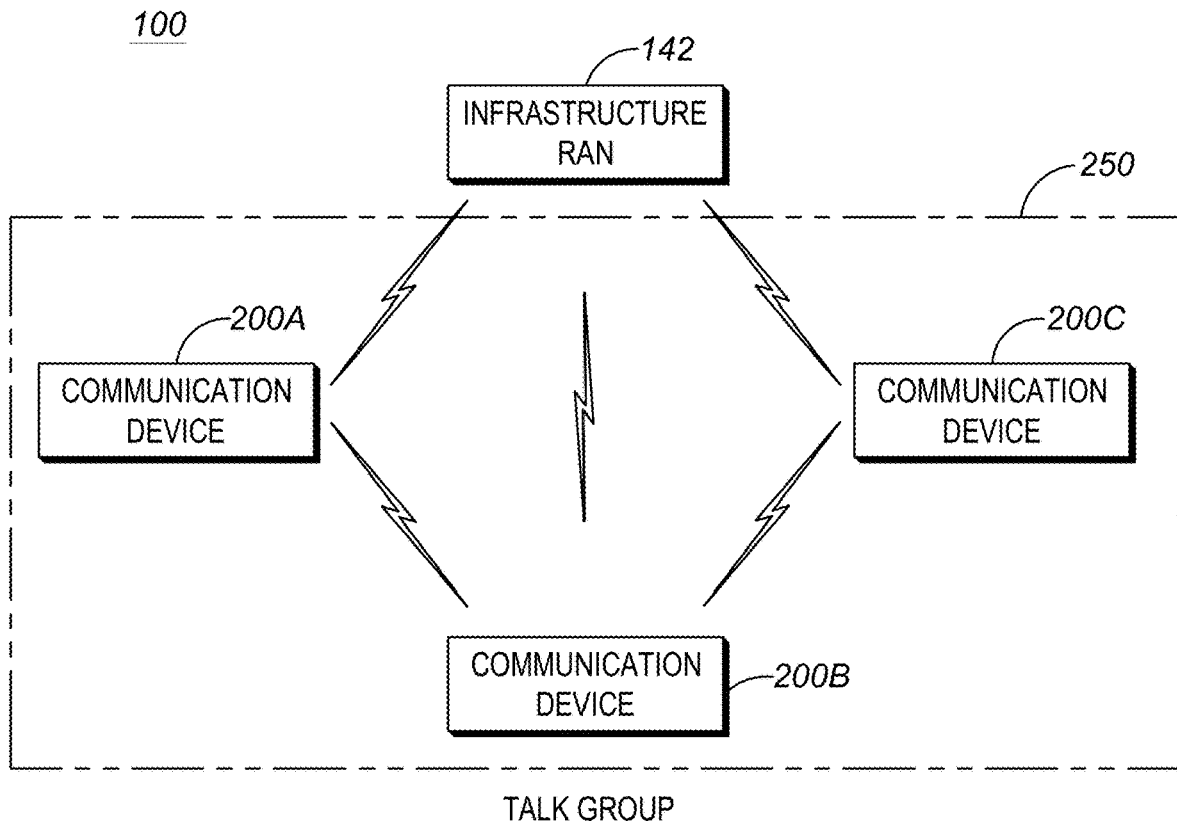 100
142
INFRASTRUCTURE
RAN
250
200A
COMMUNICATION
DEVICE
200C
COMMUNICATION
DEVICE
COMMUNICATION
DEVICE
200B
TALK GROUP